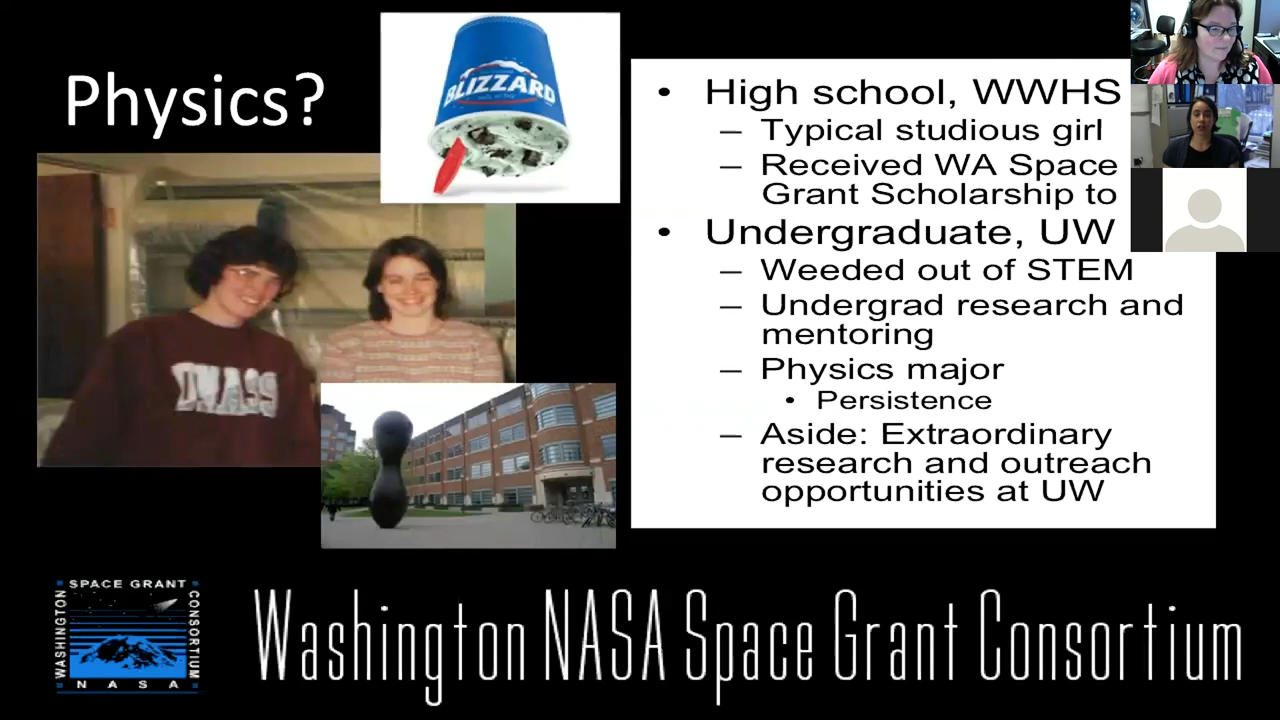 Physics?
BLIZZARD
• High school, WWHS
– Typical studious girl
– Received WA Space
Grant Scholarship to
• Undergraduate, UW
– Weeded out of STEM
– Undergrad research and
mentoring
– Physics major
• Persistence
– Aside: Extraordinary
research and outreach
opportunities at UW
SPACE GRANT
WASHINGTON
CONSORTIUM
NASA
Washington NASA Space Grant Consortium